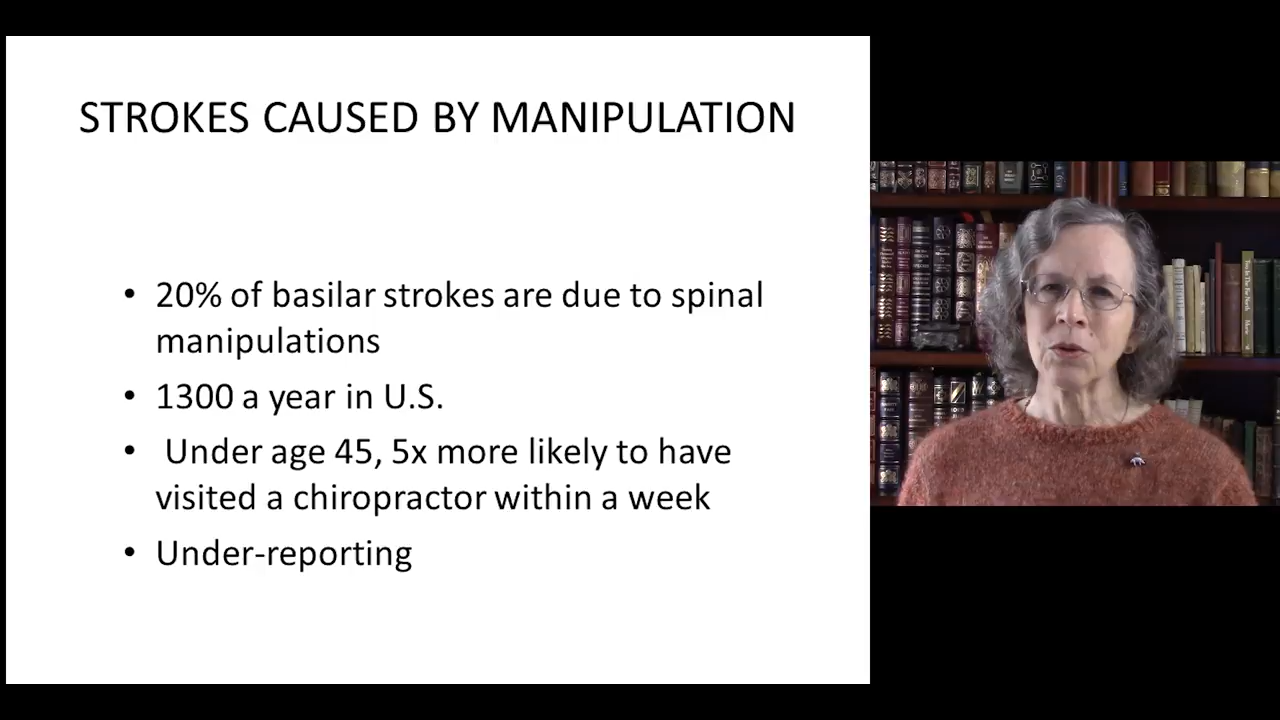 STROKES CAUSED BY MANIPULATION
• 20% of basilar strokes are due to spinal
manipulations
• 1300 a year in U.S.
• Under age 45, 5x more likely to have
visited a chiropractor within a week
• Under-reporting